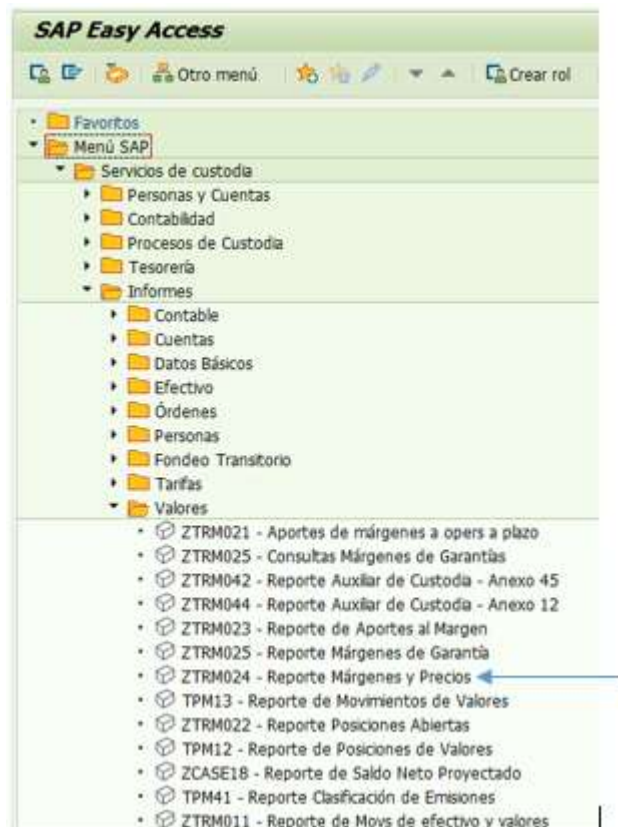 SAP Easy Access
Otro menú Crear rol
Favoritos
Menú SAP
Servicios de custodia
Personas y Cuentas
Contabilidad
Procesos de Custodia
Tesorería
Informes
Contable
Cuentas
Datos Básicos
Efectivo
Órdenes
Personas
Fondeo Transitorio
Tarifas
Valores
ZTRM021 - Aportes de márgenes a opers a plazo
ZTRM025 - Consultas Márgenes de Garantías
ZTRM042 - Reporte Auxiliar de Custodia - Anexo 45
ZTRM044 - Reporte Auxiliar de Custodia - Anexo 12
ZTRM023 - Reporte de Aportes al Margen
ZTRM025 - Reporte Márgenes de Garantía
ZTRM024 - Reporte Márgenes y Precios
TPM13 - Reporte de Movimientos de Valores
ZTRM022 - Reporte Posiciones Abiertas
TPM12 - Reporte de Posiciones de Valores
ZCASE18 - Reporte de Saldo Neto Proyectado
TPM41 - Reporte Clasificación de Emisiones
ZTRM011 - Reporte de Movs de efectivo y valores